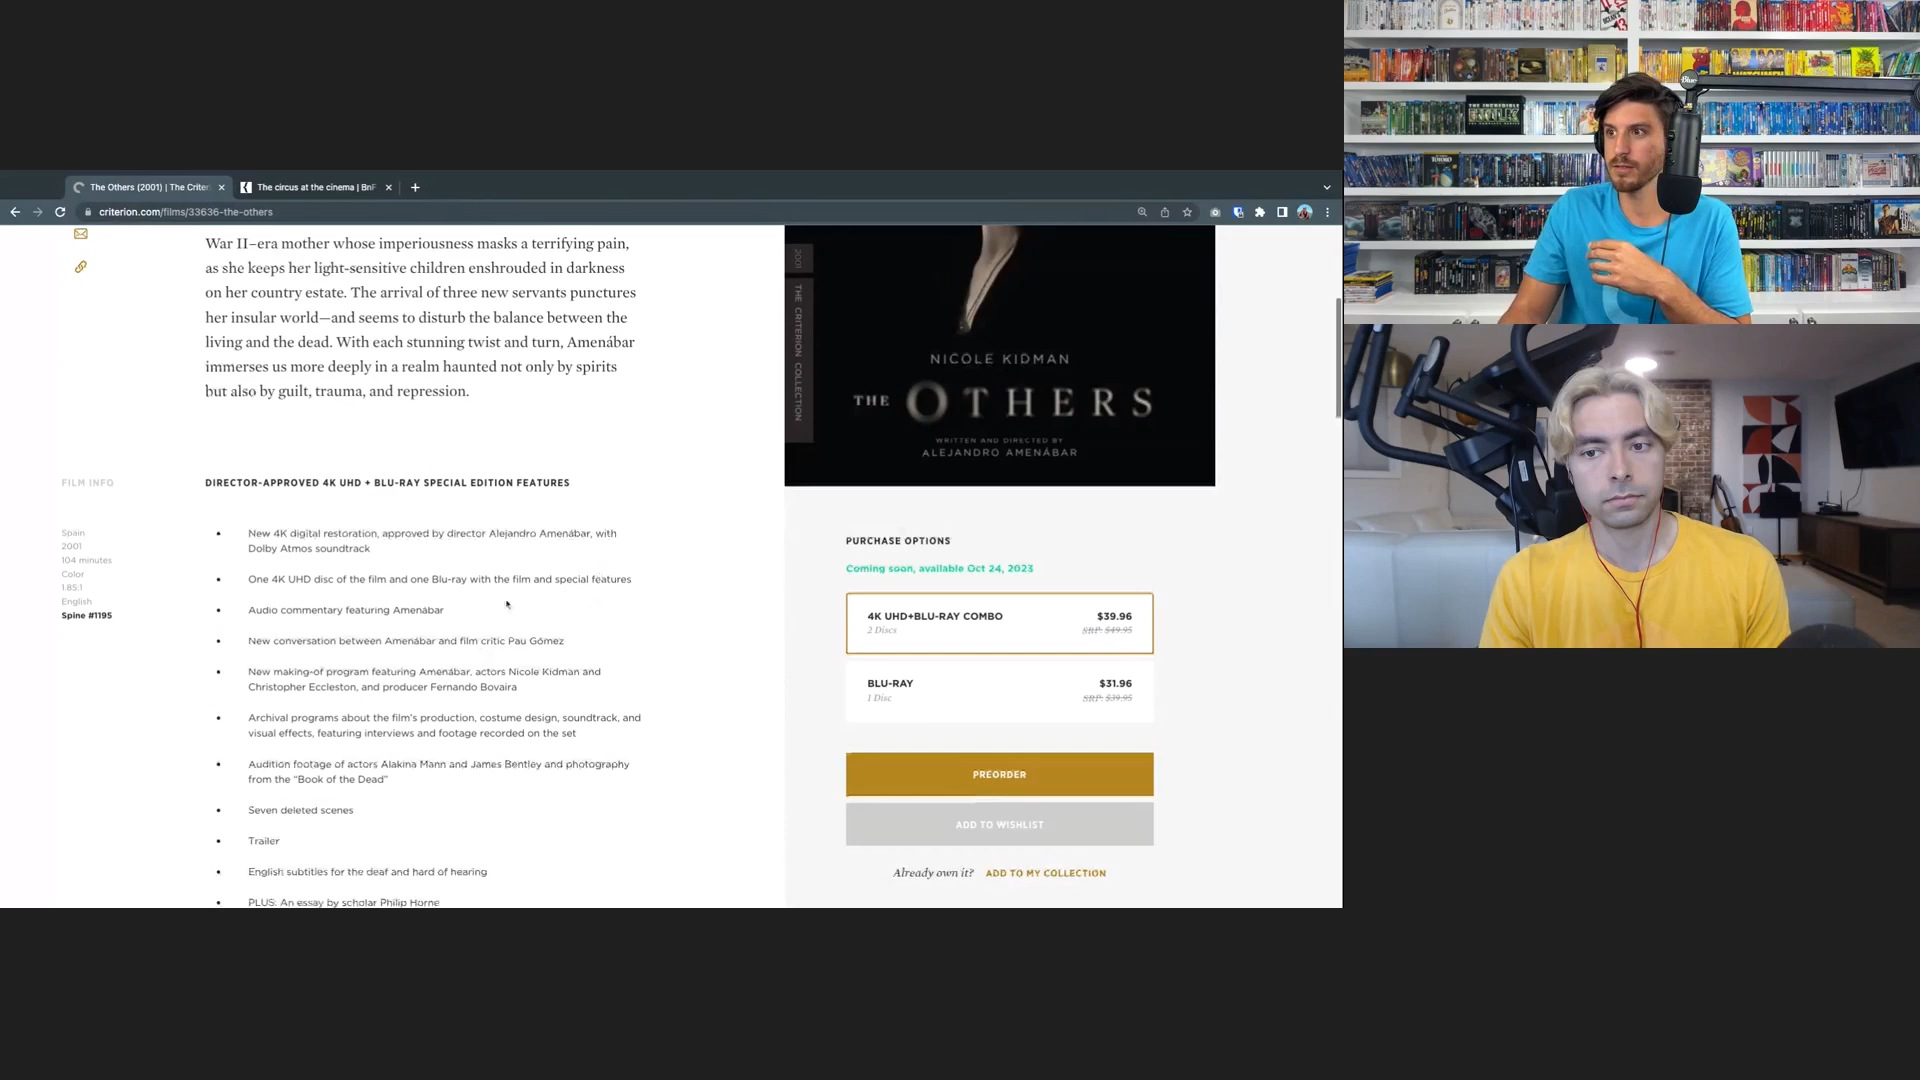 The Others (2001) | The Criter
The circus at the cinema | BnF
criterion.com/films/33636-the-others
War II–era mother whose imperiousness masks a terrifying pain,
as she keeps her light-sensitive children enshrouded in darkness
on her country estate. The arrival of three new servants punctures
her insular world—and seems to disturb the balance between the
living and the dead. With each stunning twist and turn, Amenábar
immerses us more deeply in a realm haunted not only by spirits
but also by guilt, trauma, and repression.
FILM INFO
Spain
2001
104 minutes
Color
1.85:1
English
Spine #1195
DIRECTOR-APPROVED 4K UHD + BLU-RAY SPECIAL EDITION FEATURES
• New 4K digital restoration, approved by director Alejandro Amenábar, with
Dolby Atmos soundtrack
• One 4K UHD disc of the film and one Blu-ray with the film and special features
• Audio commentary featuring Amenábar
• New conversation between Amenábar and film critic Pau Gómez
• New making-of program featuring Amenábar, actors Nicole Kidman and
Christopher Eccleston, and producer Fernando Bovaira
• Archival programs about the film's production, costume design, soundtrack, and
visual effects, featuring interviews and footage recorded on the set
• Audition footage of actors Alakina Mann and James Bentley and photography
from the “Book of the Dead”
• Seven deleted scenes
• Trailer
• English subtitles for the deaf and hard of hearing
• PLUS: An essay by scholar Philip Horne
2001
THE CRITERION COLLECTION
NICOLE KIDMAN
THE OTHERS
WRITTEN AND DIRECTED BY
ALEJANDRO AMENÁBAR
PURCHASE OPTIONS
Coming soon, available Oct 24, 2023
4K UHD+BLU-RAY COMBO $39.96
2 Discs SRP: $49.95
BLU-RAY $31.96
1 Disc SRP: $39.95
PREORDER
ADD TO WISHLIST
Already own it? ADD TO MY COLLECTION
Blue
THE INCREDIBLE
HULK